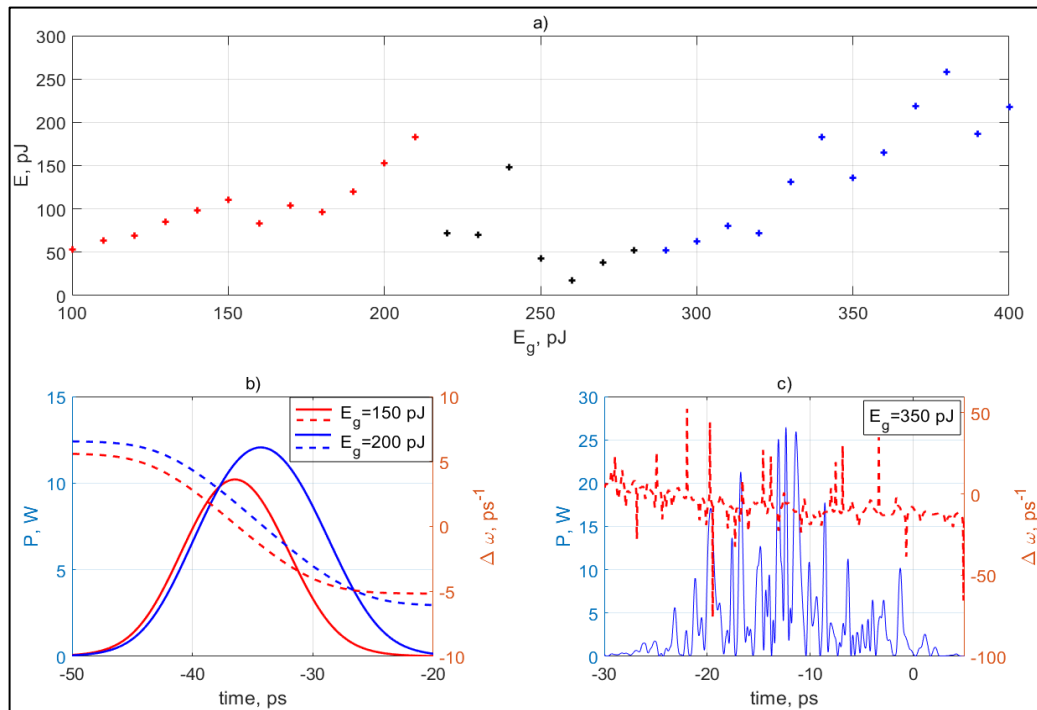 a)
300
250
200
150
100
50
0
E, pJ
100 150 200 250 300 350 400
E_g, pJ
b)
15
10
5
0
P, W
10
5
0
-5
-10
Δ ω, ps⁻¹
E_g=150 pJ
E_g=200 pJ
-50 -40 -30 -20
time, ps
c)
30
25
20
15
10
5
0
P, W
50
0
-50
-100
Δ ω, ps⁻¹
E_g=350 pJ
-30 -20 -10 0
time, ps